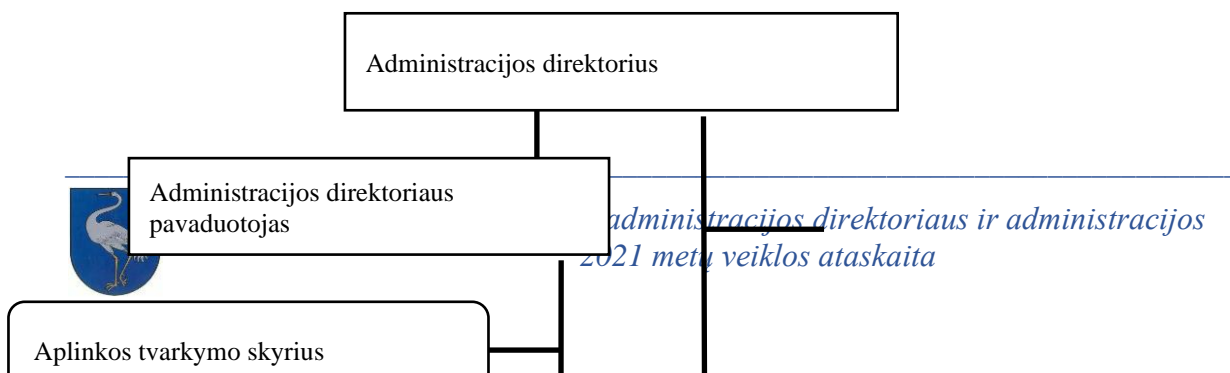 Administracijos direktorius
Administracijos direktoriaus
pavaduotojas
administracijos direktoriaus ir administracijos
2021 metų veiklos ataskaita
Aplinkos tvarkymo skyrius